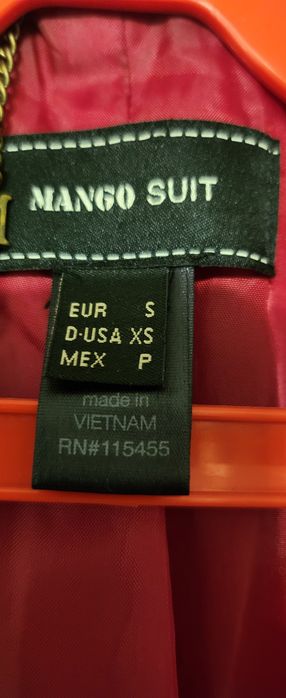 MANGO SUIT
EUR S
D-USA XS
MEX P
made in
VIETNAM
RN#115455